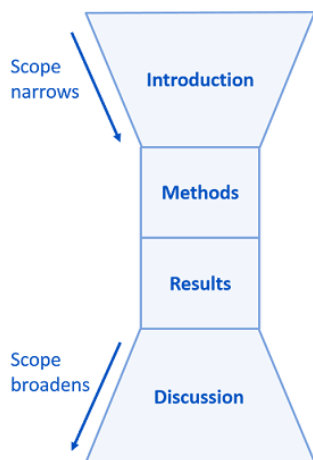 Scope
narrows
Introduction
Methods
Results
Scope
broadens
Discussion